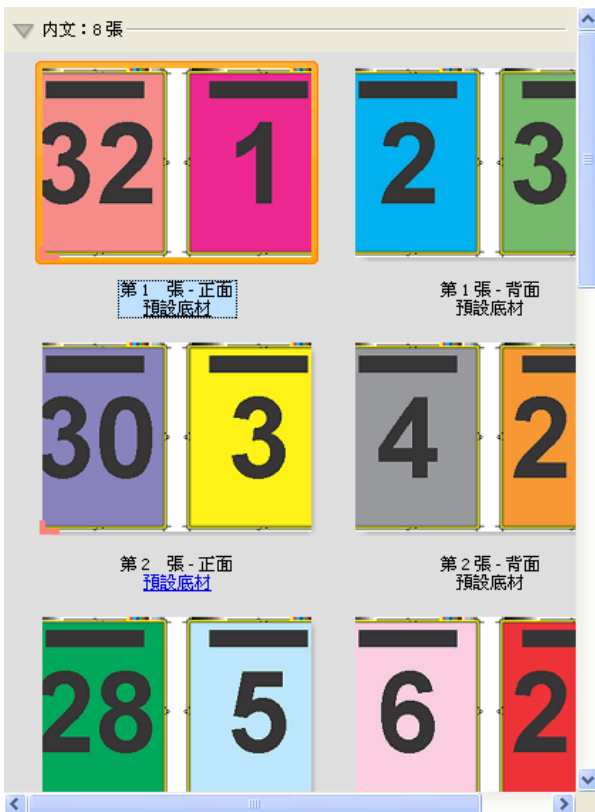 内文：8 張
32 1 2 3
第 1 張 - 正面 第 1 張 - 背面
預設底材 預設底材
30 3 4 2
第 2 張 - 正面 第 2 張 - 背面
預設底材 預設底材
28 5 6 2